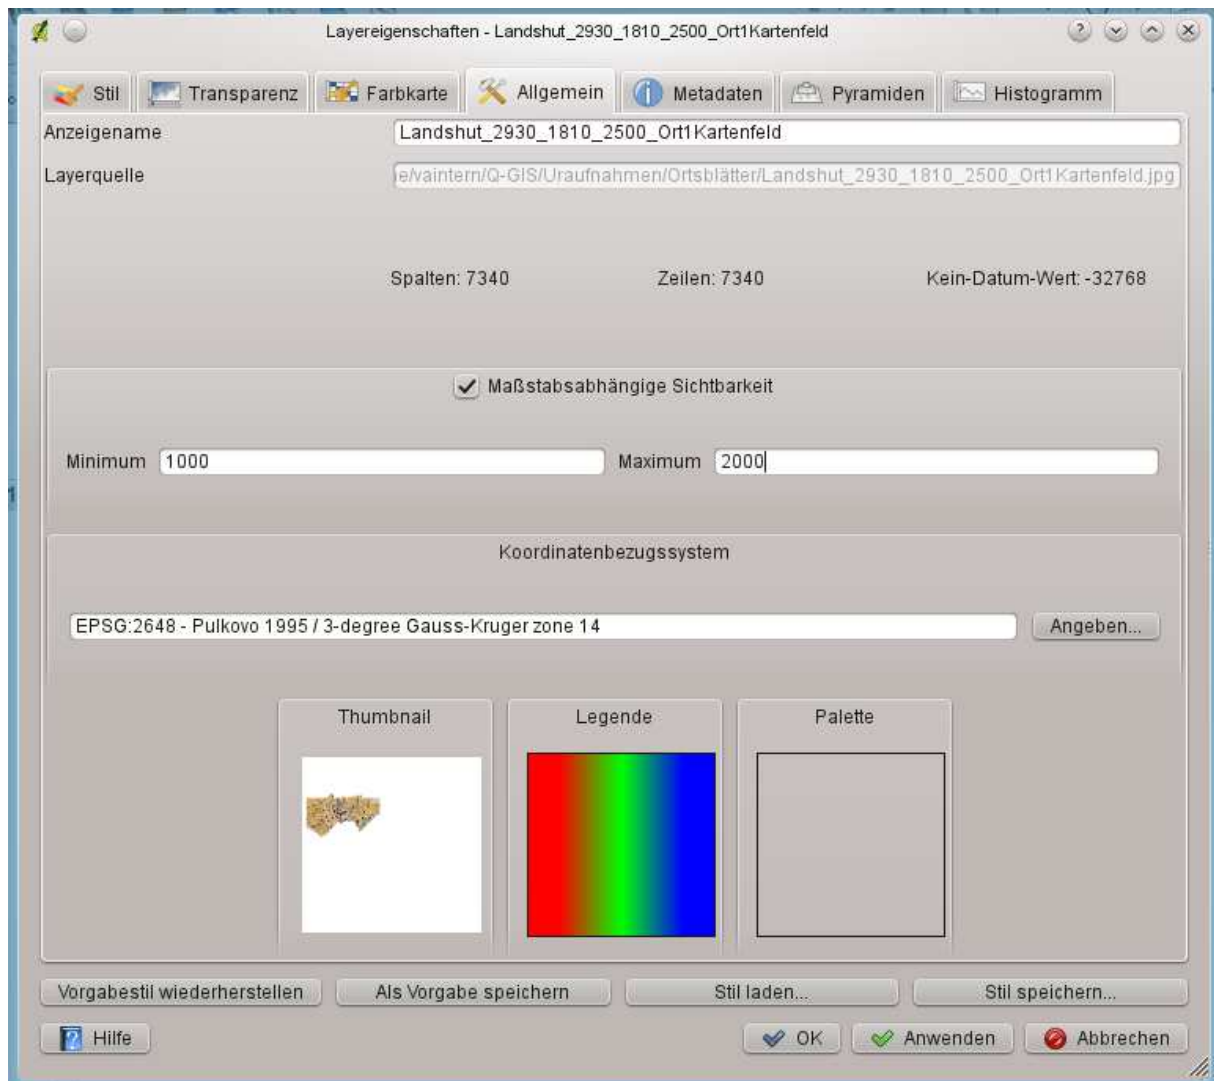 Layereigenschaften - Landshut_2930_1810_2500_Ort1Kartenfeld
Stil Transparenz Farbkarte Allgemein Metadaten Pyramiden Histogramm
Anzeigename Landshut_2930_1810_2500_Ort1Kartenfeld
Layerquelle e/vaintern/Q-GIS/Uraufnahmen/Ortsblätter/Landshut_2930_1810_2500_Ort1Kartenfeld.jpg
Spalten: 7340 Zeilen: 7340 Kein-Datum-Wert: -32768
Maßstabsabhängige Sichtbarkeit
Minimum 1000 Maximum 2000
Koordinatenbezugssystem
EPSG:2648 - Pulkovo 1995 / 3-degree Gauss-Kruger zone 14 Angeben...
Thumbnail Legende Palette
Vorgabestil wiederherstellen Als Vorgabe speichern Stil laden... Stil speichern...
Hilfe OK Anwenden Abbrechen